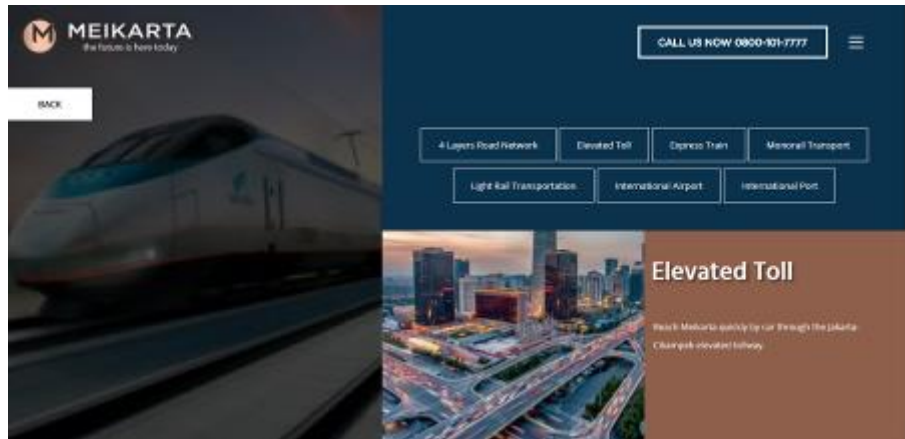 MEIKARTA
the future is here today
CALL US NOW 0800-101-7777
BACK
4 Layers Road Network
Elevated Toll
Express Train
Monorail Transport
Light Rail Transportation
International Airport
International Port
Elevated Toll
Reach Meikarta quickly by car through the Jakarta-
Cikampek elevated tollway.